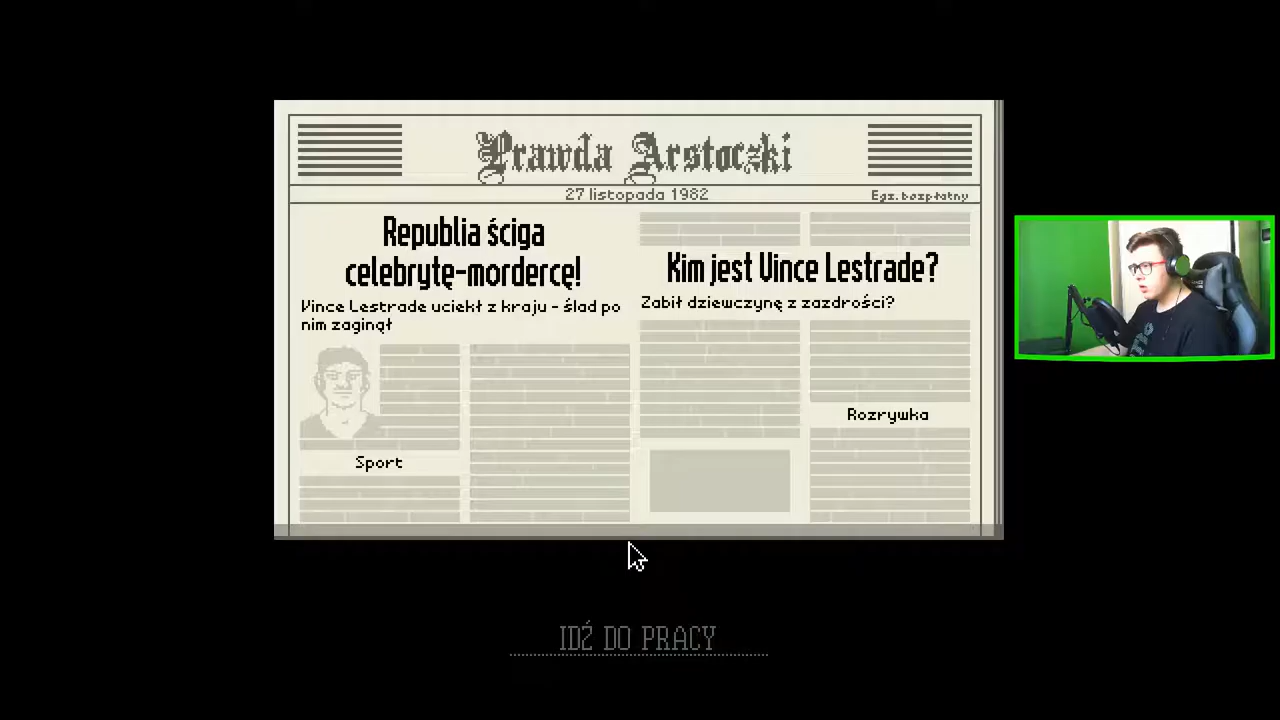 Prawda Arstoczki
27 listopada 1982
Egz. bezpłatny
Republia ściga
celebrytę-mordercę!
Vince Lestrade uciekł z kraju - ślad po
nim zaginął
Sport
Kim jest Vince Lestrade?
Zabił dziewczynę z zazdrości?
Rozrywka
IDŹ DO PRACY